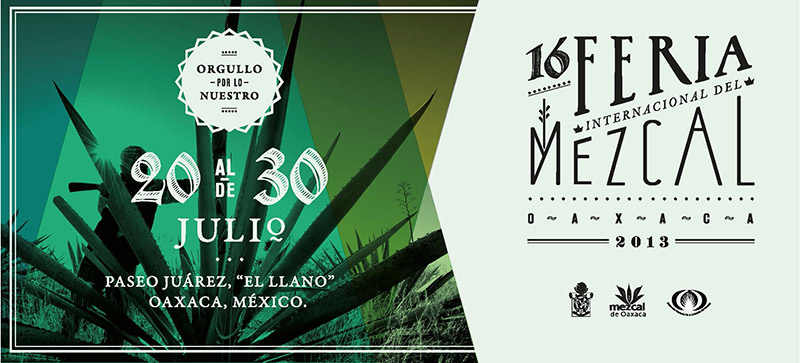 ORGULLO
POR LO
NUESTRO
20 AL DE 30
JULIO
PASEO JUÁREZ, “EL LLANO”
OAXACA, MÉXICO.
16 FERIA
INTERNACIONAL DEL
MEZCAL
O~A~X~A~C~A
2013
mezcal
de Oaxaca